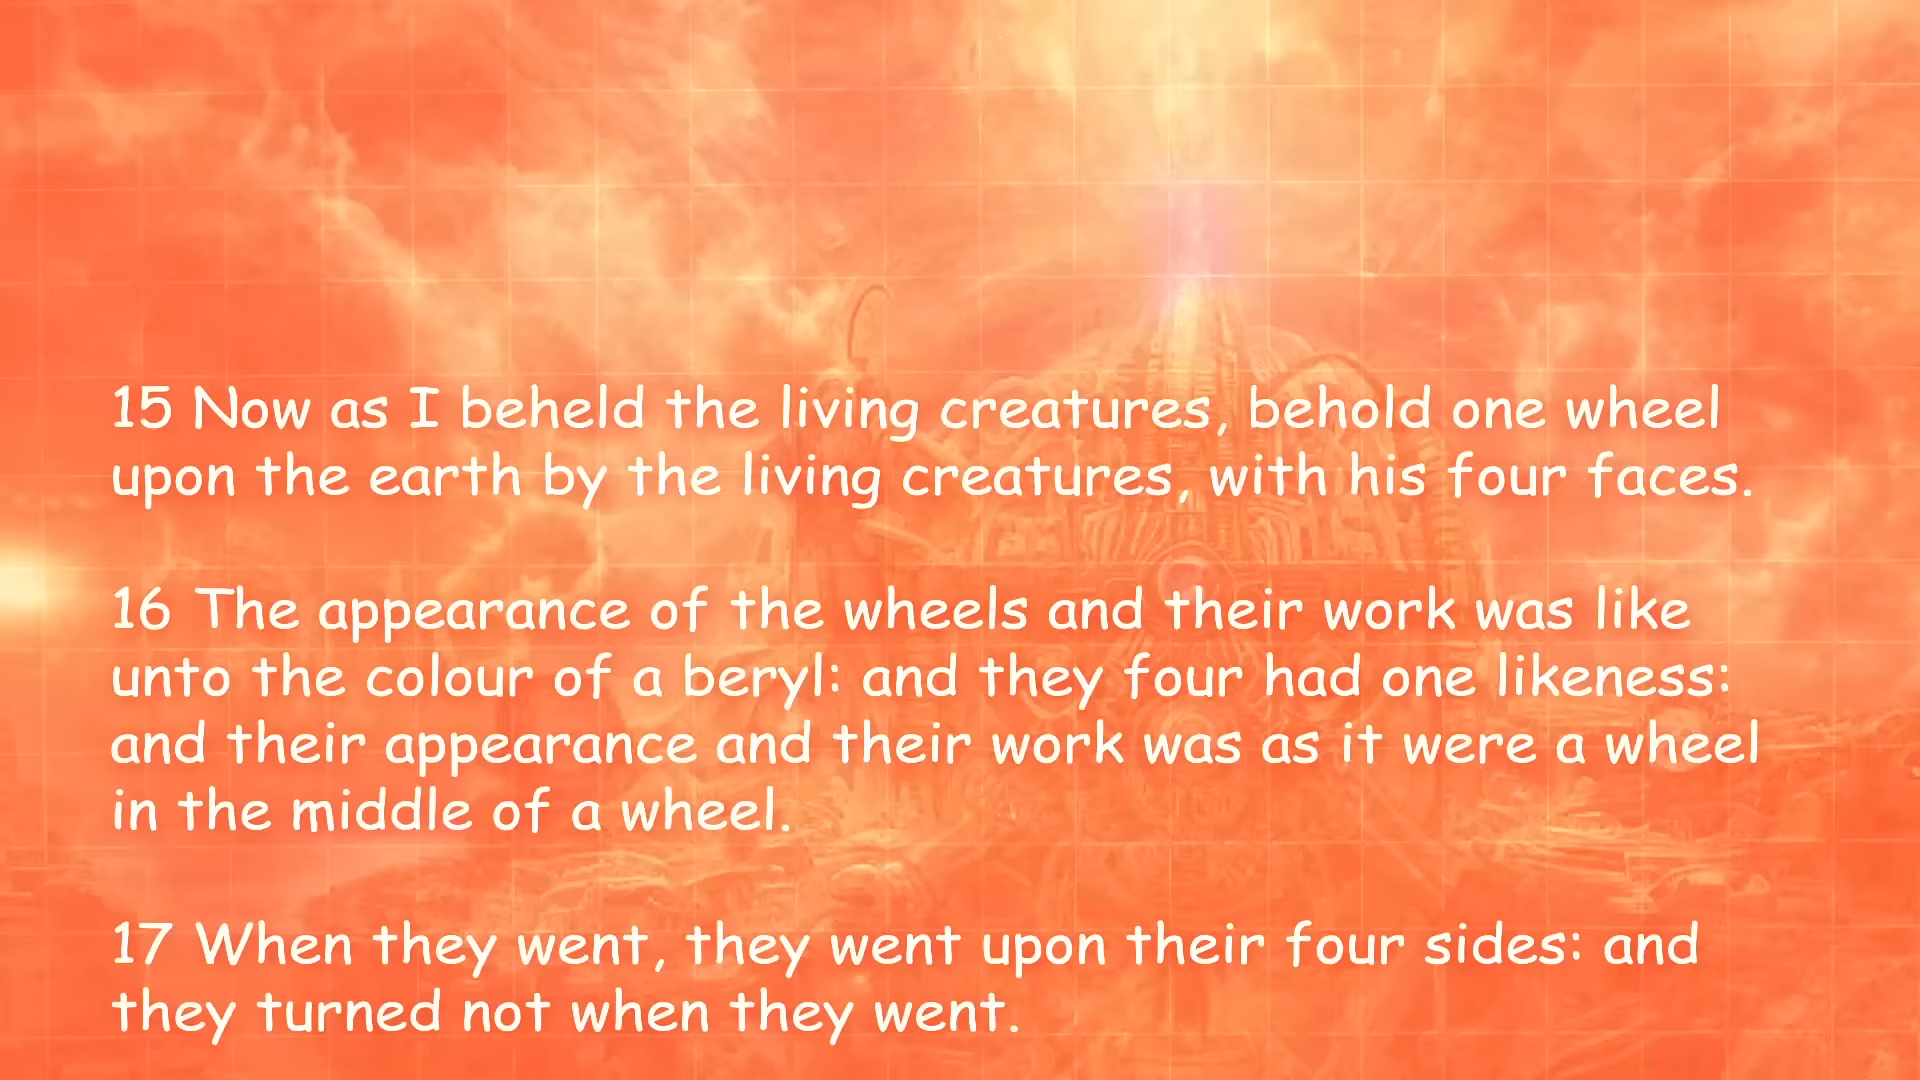 15 Now as I beheld the living creatures, behold one wheel
upon the earth by the living creatures, with his four faces.
16 The appearance of the wheels and their work was like
unto the colour of a beryl: and they four had one likeness:
and their appearance and their work was as it were a wheel
in the middle of a wheel.
17 When they went, they went upon their four sides: and
they turned not when they went.